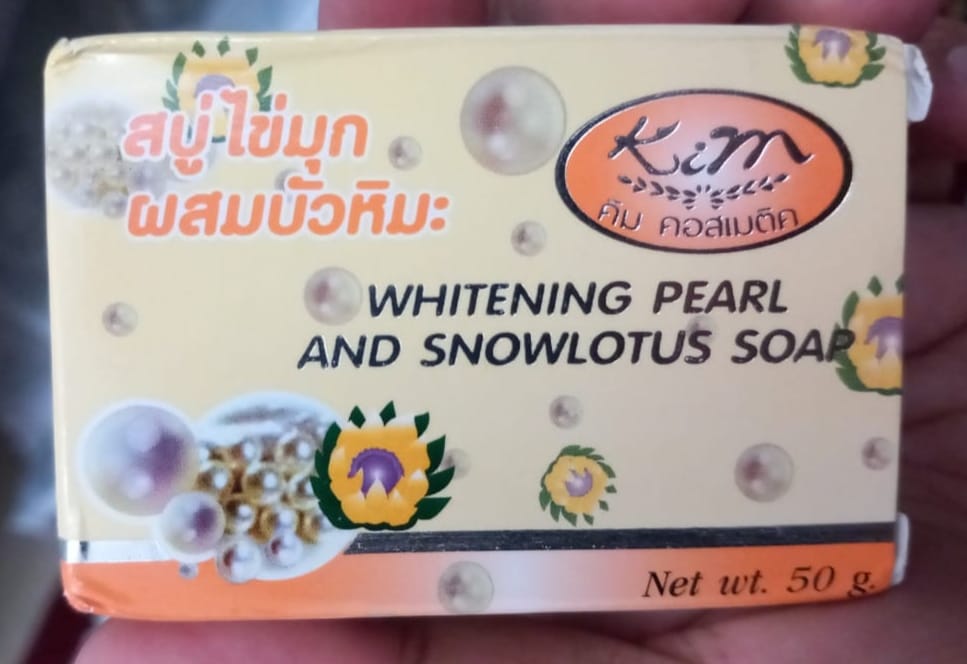 สบู่ไข่มุก
ผสมบัวหิมะ
Kim
คิม คอสเมติค
WHITENING PEARL
AND SNOWLOTUS SOAP
Net wt. 50 g.